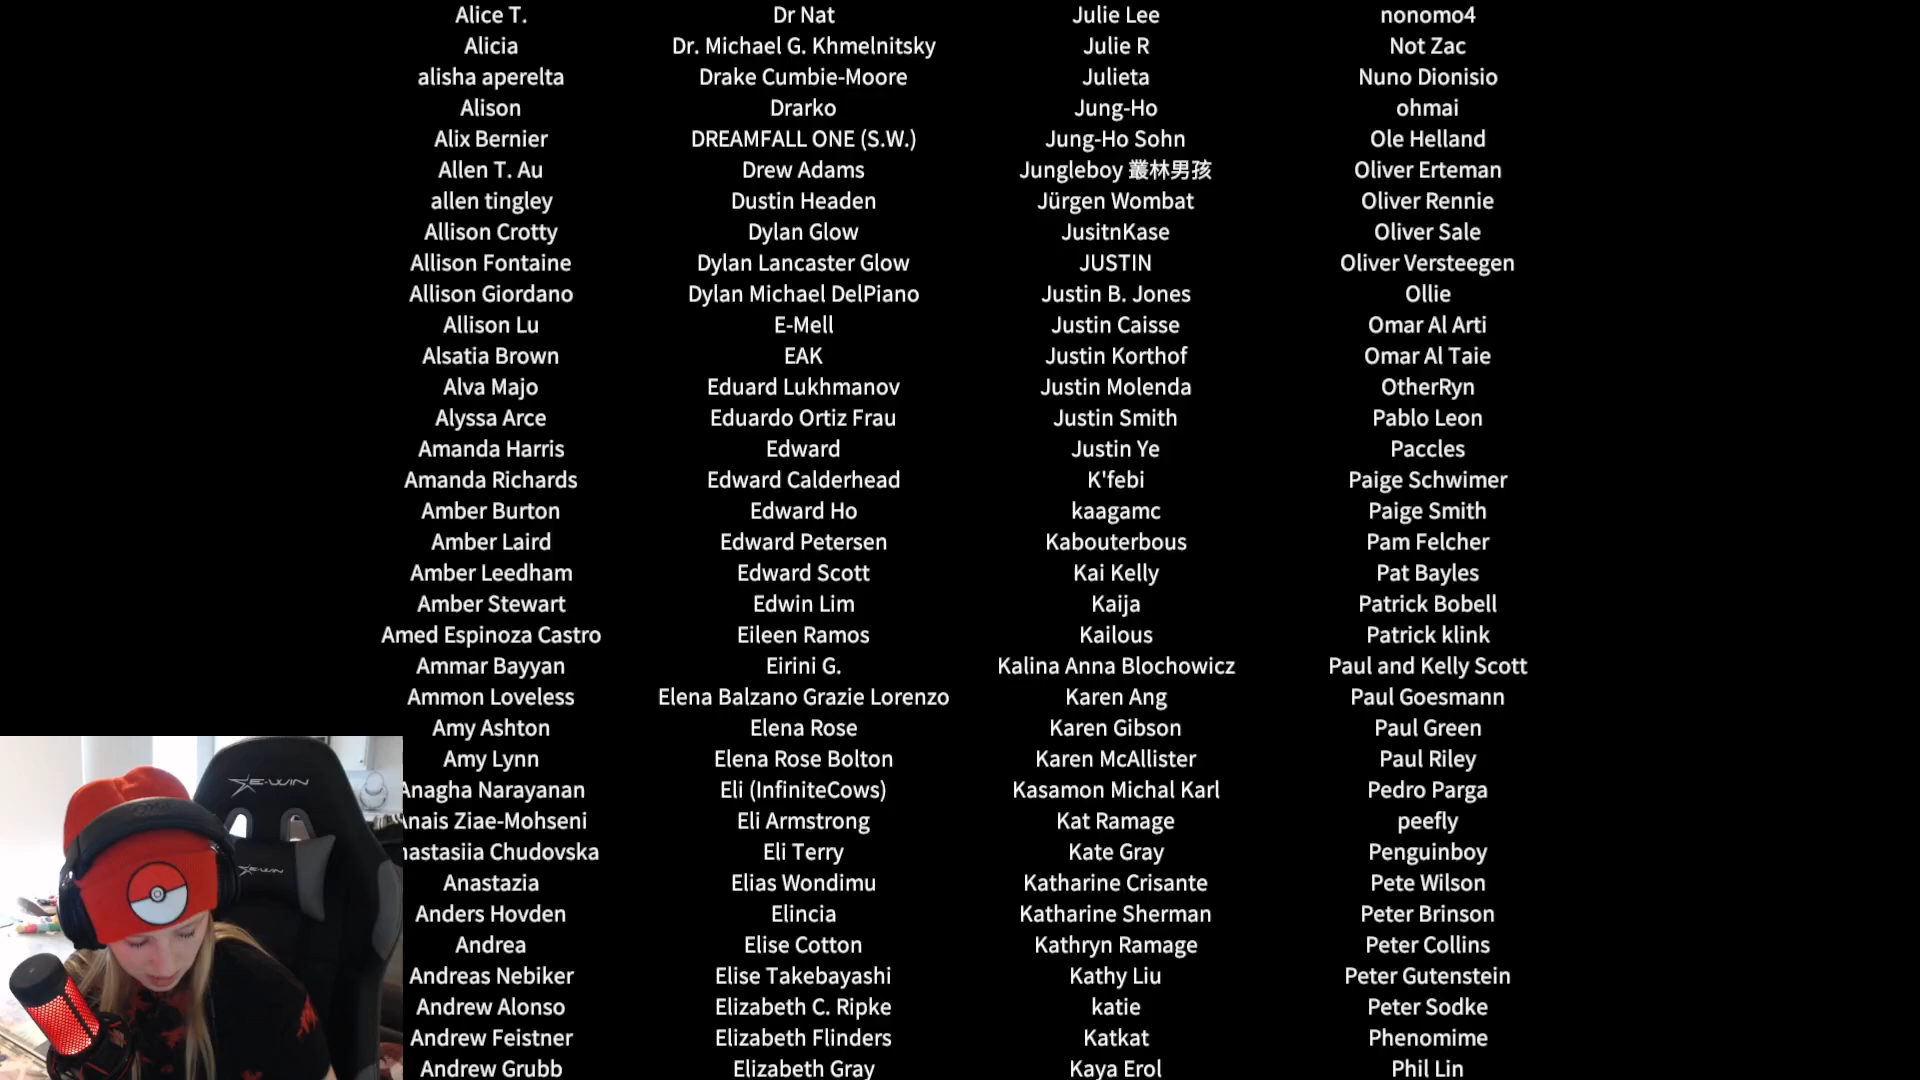 Alice T.
Alicia
alisha aperelta
Alison
Alix Bernier
Allen T. Au
allen tingley
Allison Crotty
Allison Fontaine
Allison Giordano
Allison Lu
Alsatia Brown
Alva Majo
Alyssa Arce
Amanda Harris
Amanda Richards
Amber Burton
Amber Laird
Amber Leedham
Amber Stewart
Amed Espinoza Castro
Ammar Bayyan
Ammon Loveless
Amy Ashton
Amy Lynn
Anagha Narayanan
Anais Ziae-Mohseni
Chudovska
Anastazia
Anders Hovden
Andrea
Andreas Nebiker
Andrew Alonso
Andrew Feistner
Andrew Grubb
Dr Nat
Dr. Michael G. Khmelnitsky
Drake Cumbie-Moore
Drarko
DREAMFALL ONE (S.W.)
Drew Adams
Dustin Headen
Dylan Glow
Dylan Lancaster Glow
Dylan Michael DelPiano
E-Mell
EAK
Eduard Lukhmanov
Eduardo Ortiz Frau
Edward
Edward Calderhead
Edward Ho
Edward Petersen
Edward Scott
Edwin Lim
Eileen Ramos
Eirini G.
Elena Balzano Grazie Lorenzo
Elena Rose
Elena Rose Bolton
Eli (InfiniteCows)
Eli Armstrong
Eli Terry
Elias Wondimu
Elincia
Elise Cotton
Elise Takebayashi
Elizabeth C. Ripke
Elizabeth Flinders
Elizabeth Gray
Julie Lee
Julie R
Julieta
Jung-Ho
Jung-Ho Sohn
Jungleboy 叢林男孩
Jürgen Wombat
JusitnKase
JUSTIN
Justin B. Jones
Justin Caisse
Justin Korthof
Justin Molenda
Justin Smith
Justin Ye
K'febi
kaagamc
Kabouterbous
Kai Kelly
Kaija
Kailous
Kalina Anna Blochowicz
Karen Ang
Karen Gibson
Karen McAllister
Kasamon Michal Karl
Kat Ramage
Kate Gray
Katharine Crisante
Katharine Sherman
Kathryn Ramage
Kathy Liu
katie
Katkat
Kaya Erol
nonomo4
Not Zac
Nuno Dionisio
ohmai
Ole Helland
Oliver Erteman
Oliver Rennie
Oliver Sale
Oliver Versteegen
Ollie
Omar Al Arti
Omar Al Taie
OtherRyn
Pablo Leon
Paccles
Paige Schwimer
Paige Smith
Pam Felcher
Pat Bayles
Patrick Bobell
Patrick klink
Paul and Kelly Scott
Paul Goesmann
Paul Green
Paul Riley
Pedro Parga
peefly
Penguinboy
Pete Wilson
Peter Brinson
Peter Collins
Peter Gutenstein
Peter Sodke
Phenomime
Phil Lin
E-WIN
E-WIN